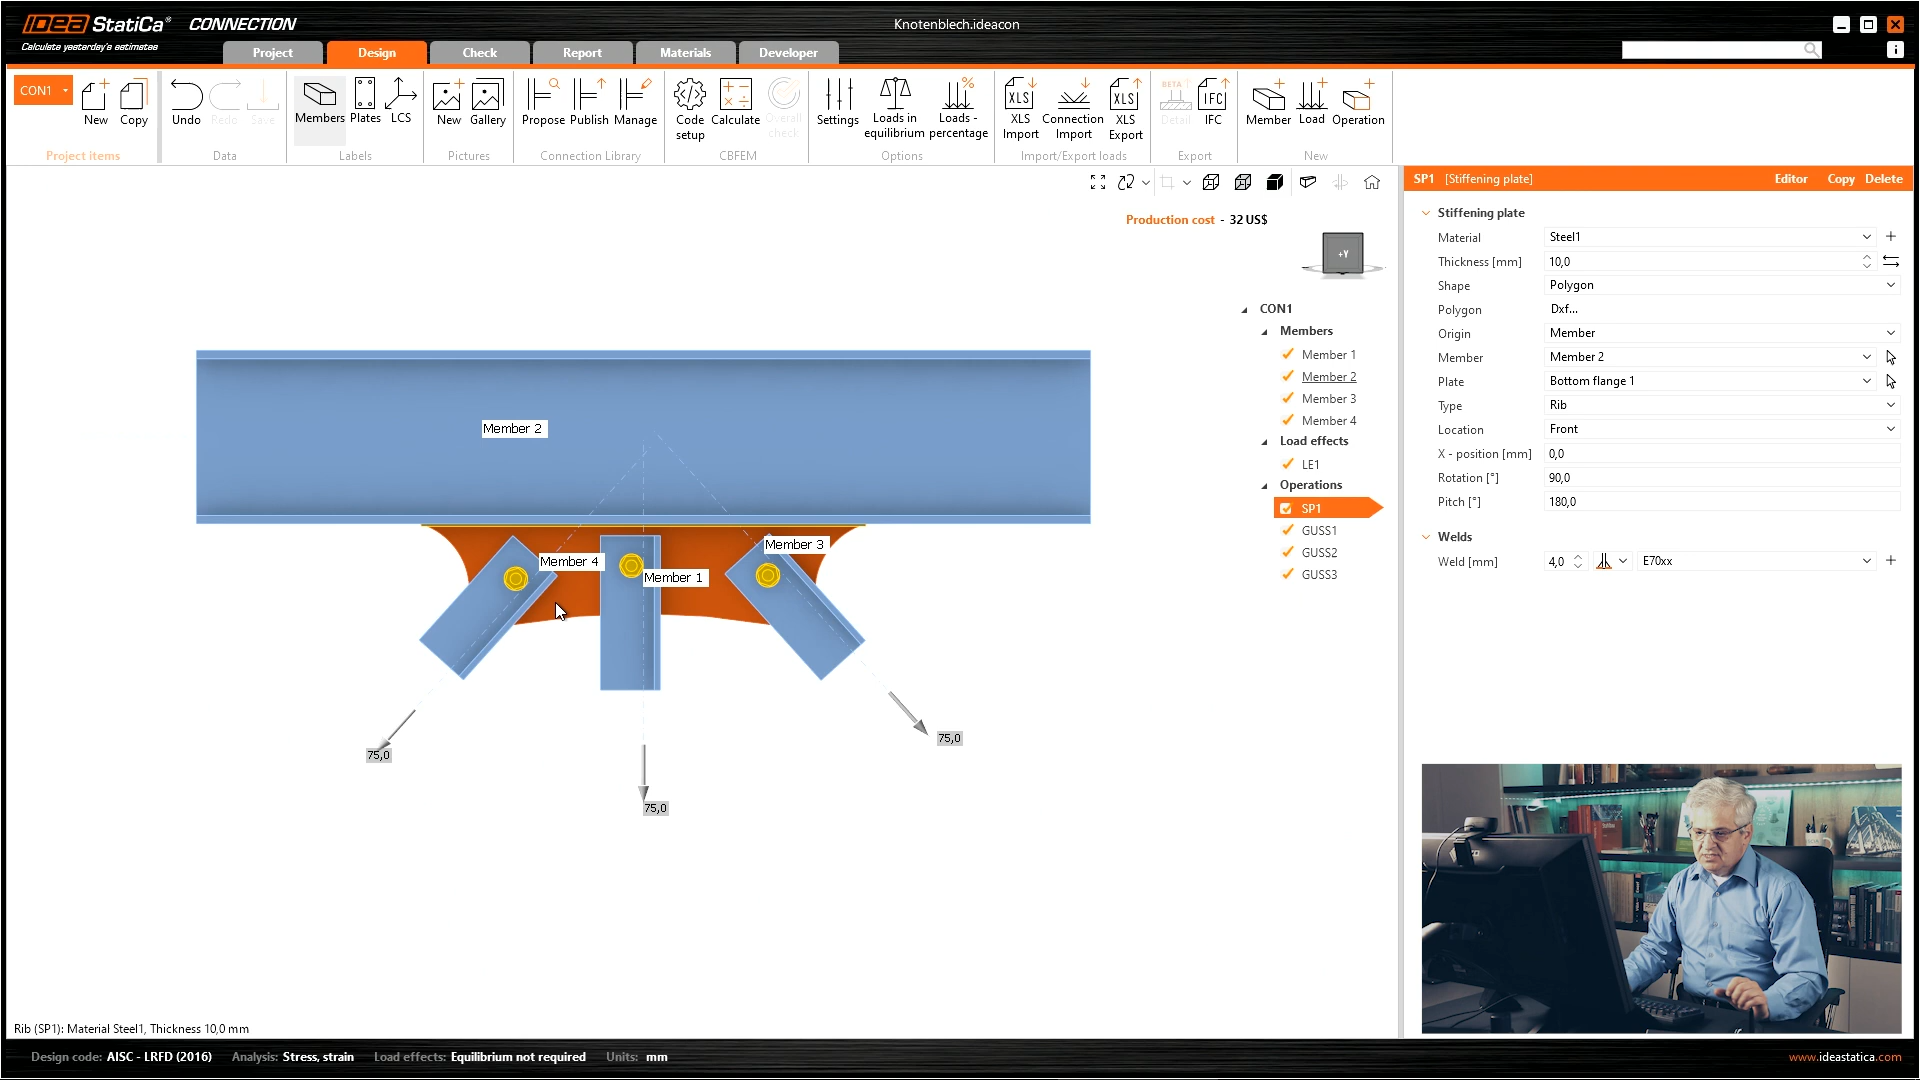 IDEA StatiCa® CONNECTION
Calculate yesterday's estimates
Knotenblech.ideacon
Project
Design
Check
Report
Materials
Developer
CON1
New
Copy
Project items
Undo
Redo
Save
Data
Members
Plates
LCS
Labels
New
Gallery
Pictures
Propose
Publish
Manage
Connection Library
Code setup
Calculate
Overall check
CBFEM
Settings
Loads in equilibrium
Loads - percentage
Options
XLS
XLS Import
Connection Import
XLS
XLS Export
Import/Export loads
BETA
Detail
IFC
IFC
Export
Member
Load
Operation
New
Production cost - 32 US$
+Y
Member 2
Member 3
Member 4
Member 1
75,0
75,0
75,0
CON1
Members
Member 1
Member 2
Member 3
Member 4
Load effects
LE1
Operations
SP1
GUSS1
GUSS2
GUSS3
SP1 [Stiffening plate]
Editor
Copy
Delete
Stiffening plate
Material Steel1
Thickness [mm] 10,0
Shape Polygon
Polygon Dxf...
Origin Member
Member Member 2
Plate Bottom flange 1
Type Rib
Location Front
X - position [mm] 0,0
Rotation [°] 90,0
Pitch [°] 180,0
Welds
Weld [mm] 4,0 E70xx
Rib (SP1): Material Steel1, Thickness 10,0 mm
Design code: AISC - LRFD (2016) Analysis: Stress, strain Load effects: Equilibrium not required Units: mm
www.ideastatica.com